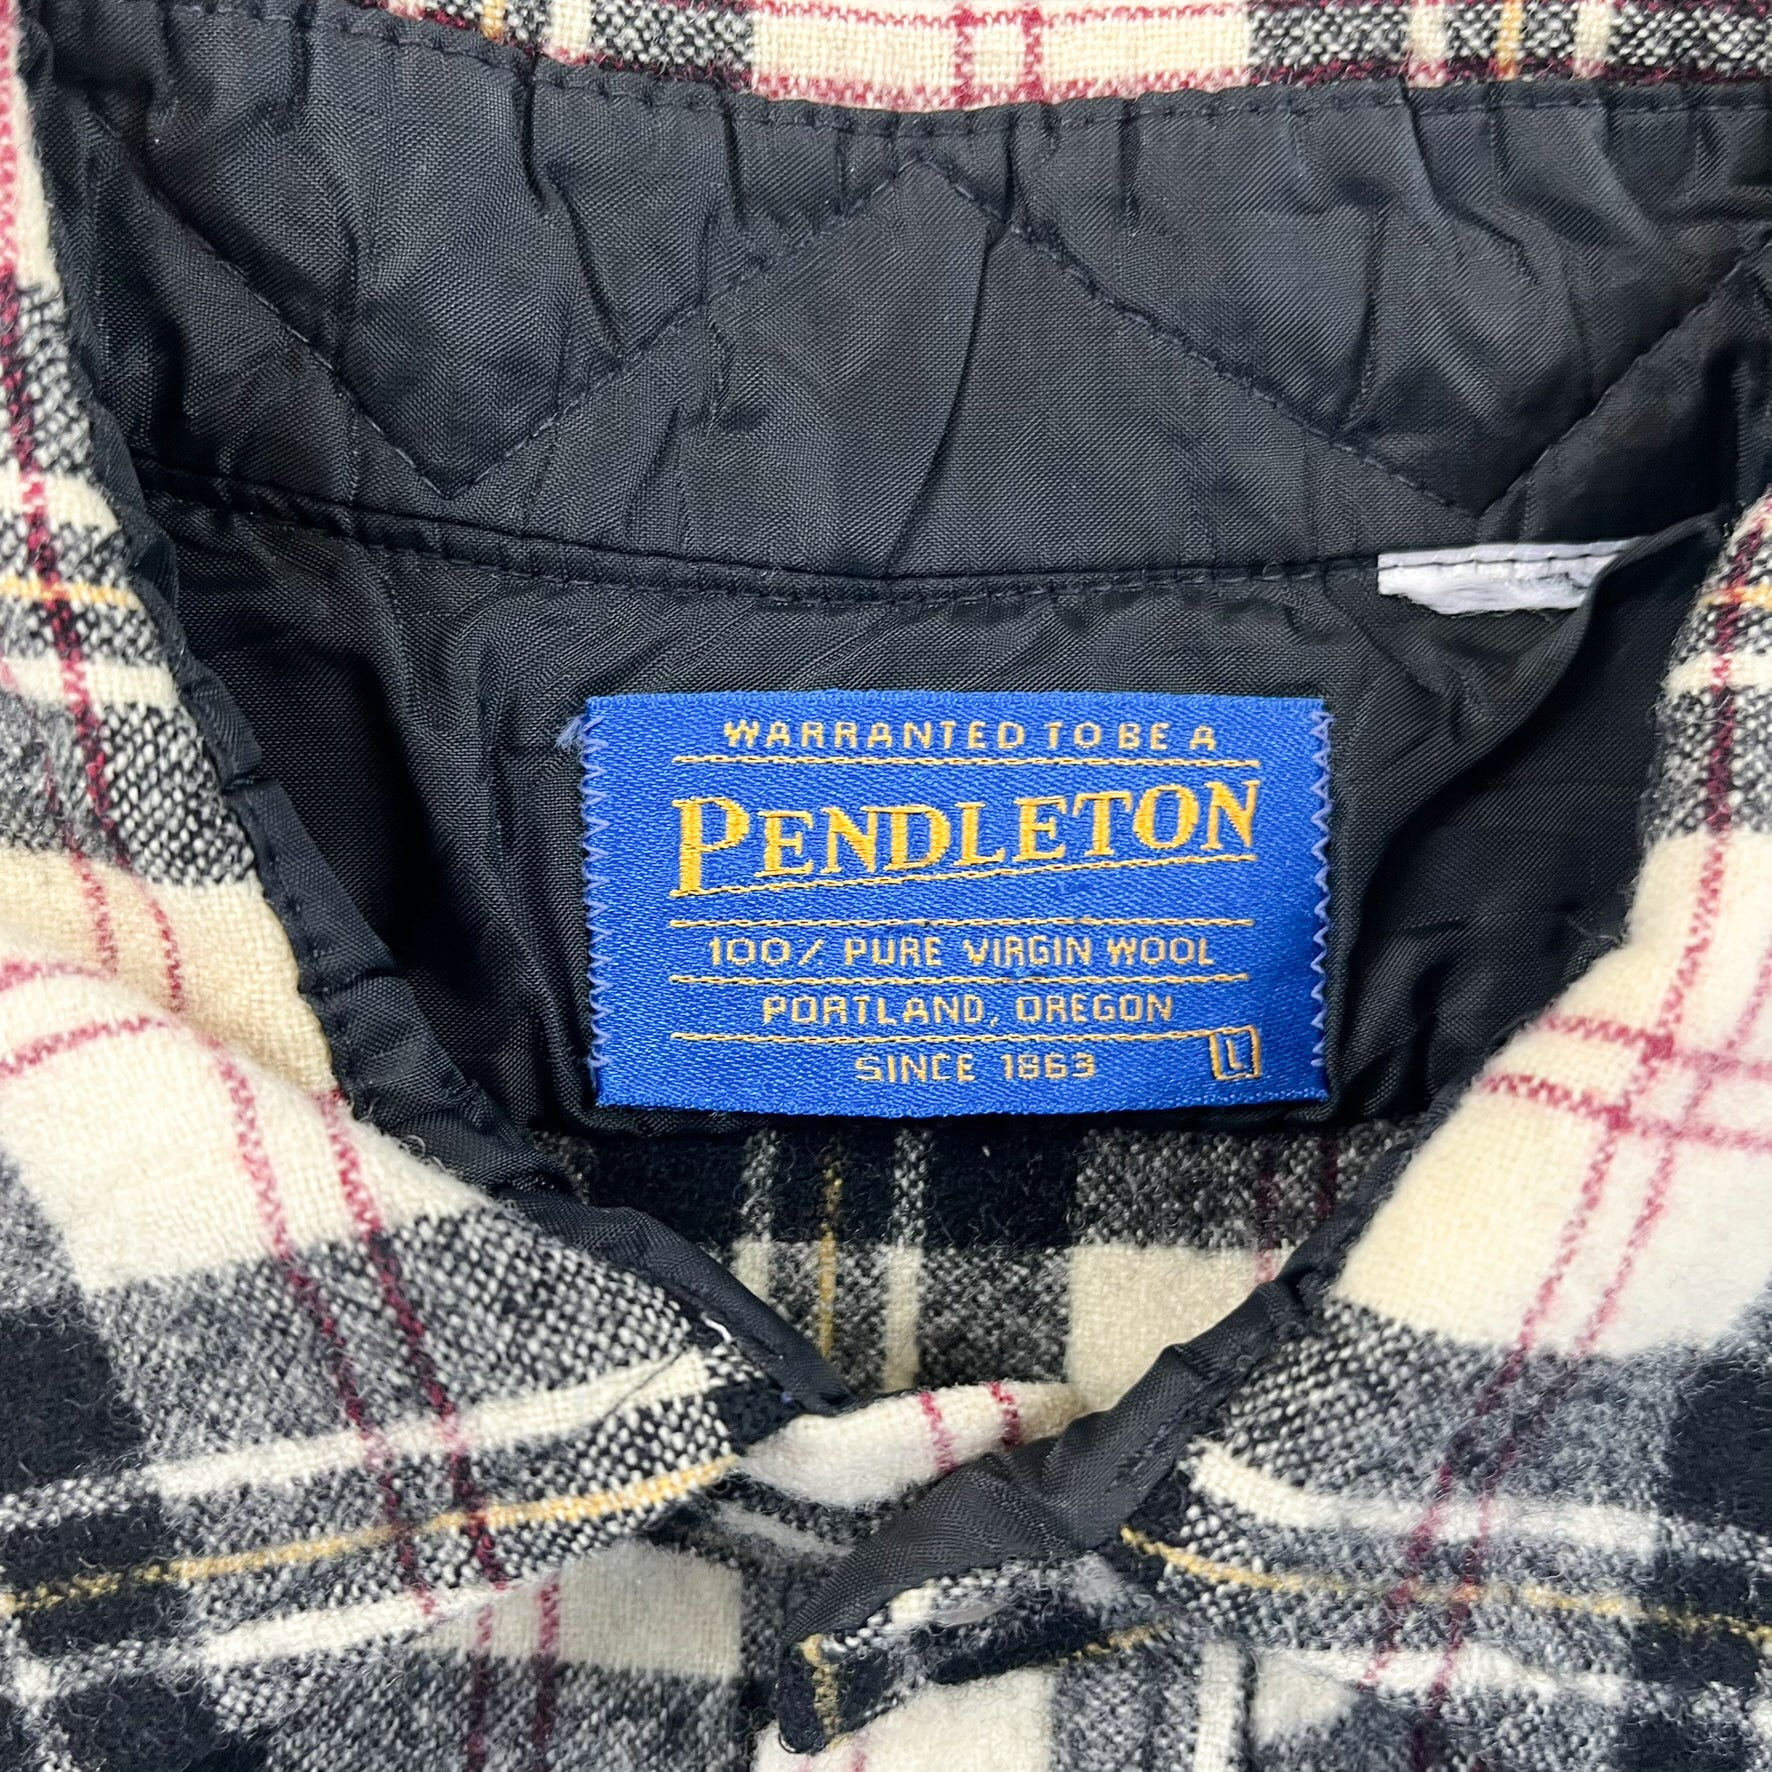 WARRANTED TO BE A
PENDLETON
100% PURE VIRGIN WOOL
PORTLAND, OREGON
SINCE 1863
L